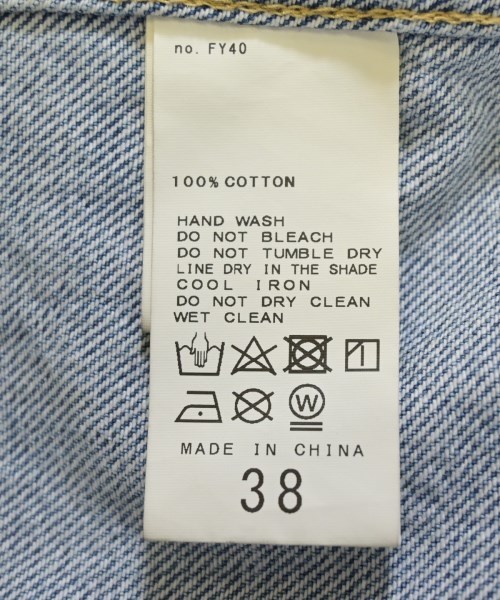 no. FY40
100% COTTON
HAND WASH
DO NOT BLEACH
DO NOT TUMBLE DRY
LINE DRY IN THE SHADE
COOL IRON
DO NOT DRY CLEAN
WET CLEAN
W
MADE IN CHINA
38